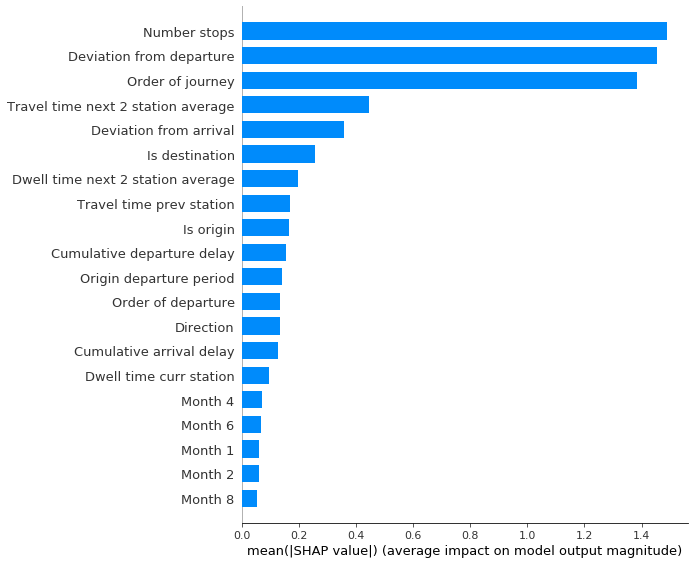 Number stops
Deviation from departure
Order of journey
Travel time next 2 station average
Deviation from arrival
Is destination
Dwell time next 2 station average
Travel time prev station
Is origin
Cumulative departure delay
Origin departure period
Order of departure
Direction
Cumulative arrival delay
Dwell time curr station
Month 4
Month 6
Month 1
Month 2
Month 8
0.0 0.2 0.4 0.6 0.8 1.0 1.2 1.4
mean(|SHAP value|) (average impact on model output magnitude)